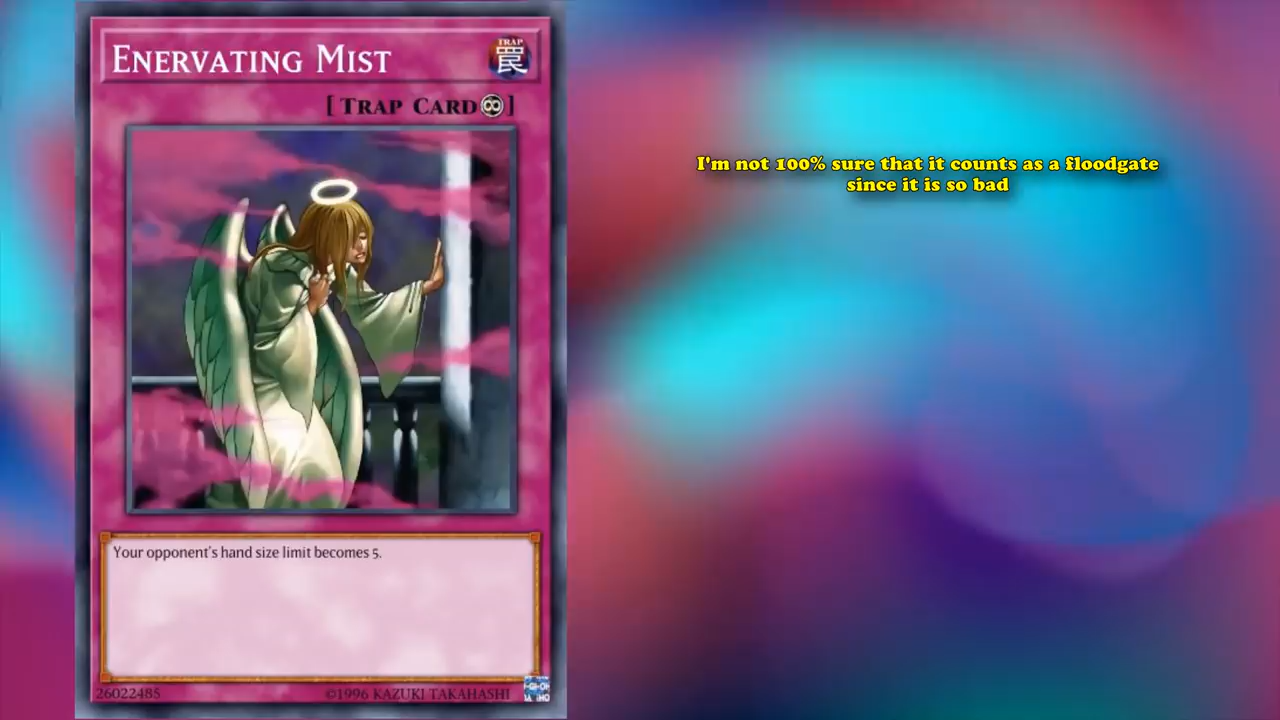 Enervating Mist
TRAP
罠
[Trap Card]
I'm not 100% sure that it counts as a floodgate
since it is so bad
Your opponent's hand size limit becomes 5.
26022485
©1996 KAZUKI TAKAHASHI